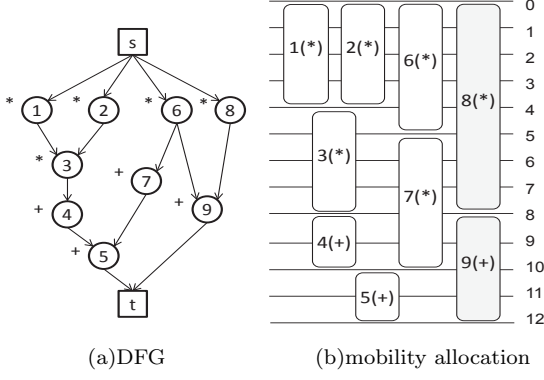 s
* 1 * 2 * 6 * 8
* 3
+ 7
+ 4 + 9
+ 5
t
(a)DFG
0
1
1(*) 2(*) 6(*) 2
3
8(*) 4
5
3(*) 6
7(*) 7
8
4(+) 9
9(+) 10
5(+) 11
12
(b)mobility allocation